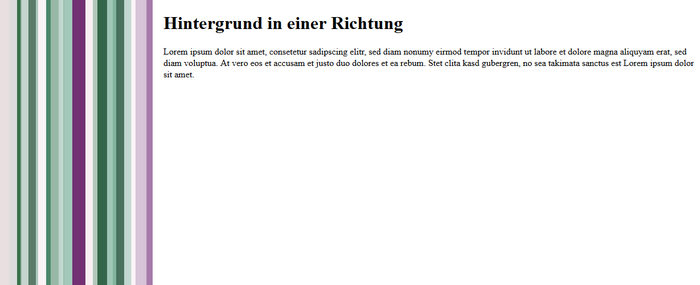 Hintergrund in einer Richtung
Lorem ipsum dolor sit amet, consetetur sadipscing elitr, sed diam nonumy eirmod tempor invidunt ut labore et dolore magna aliquyam erat, sed
diam voluptua. At vero eos et accusam et justo duo dolores et ea rebum. Stet clita kasd gubergren, no sea takimata sanctus est Lorem ipsum dolor
sit amet.